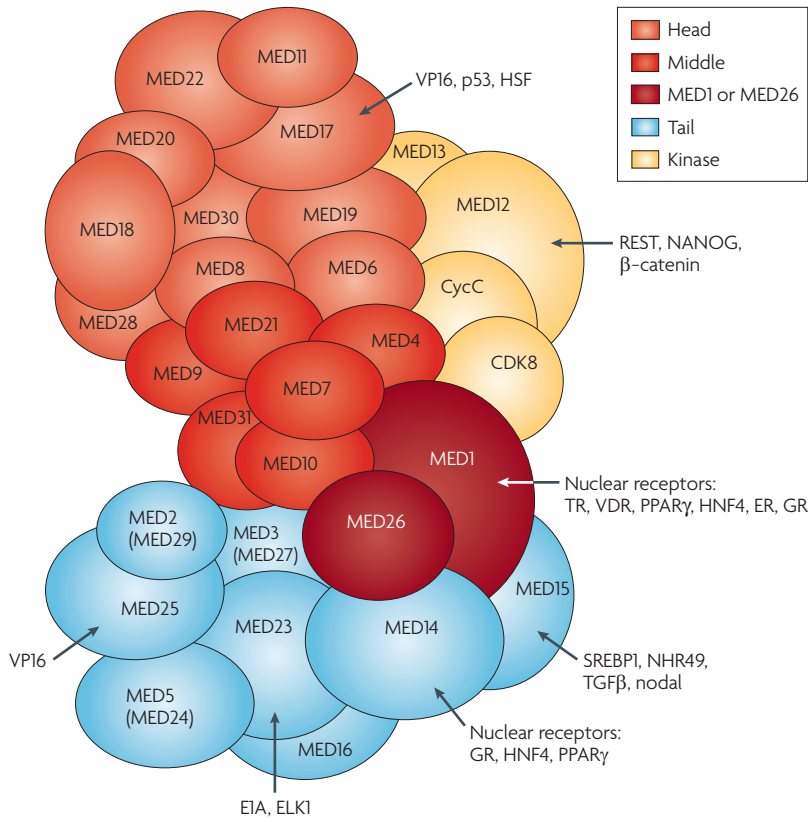 Head
Middle
MED1 or MED26
Tail
Kinase
MED11
MED22
VP16, p53, HSF
MED17
MED20
MED13
MED12
MED30
MED19
MED18
REST, NANOG,
β-catenin
MED8
MED6
CycC
MED28
MED21
MED4
CDK8
MED9
MED7
MED31
MED10
MED1
Nuclear receptors:
TR, VDR, PPARγ, HNF4, ER, GR
MED26
MED2
(MED29)
MED3
(MED27)
MED15
MED25
MED23
MED14
VP16
SREBP1, NHR49,
TGFβ, nodal
MED5
(MED24)
Nuclear receptors:
GR, HNF4, PPARγ
MED16
E1A, ELK1